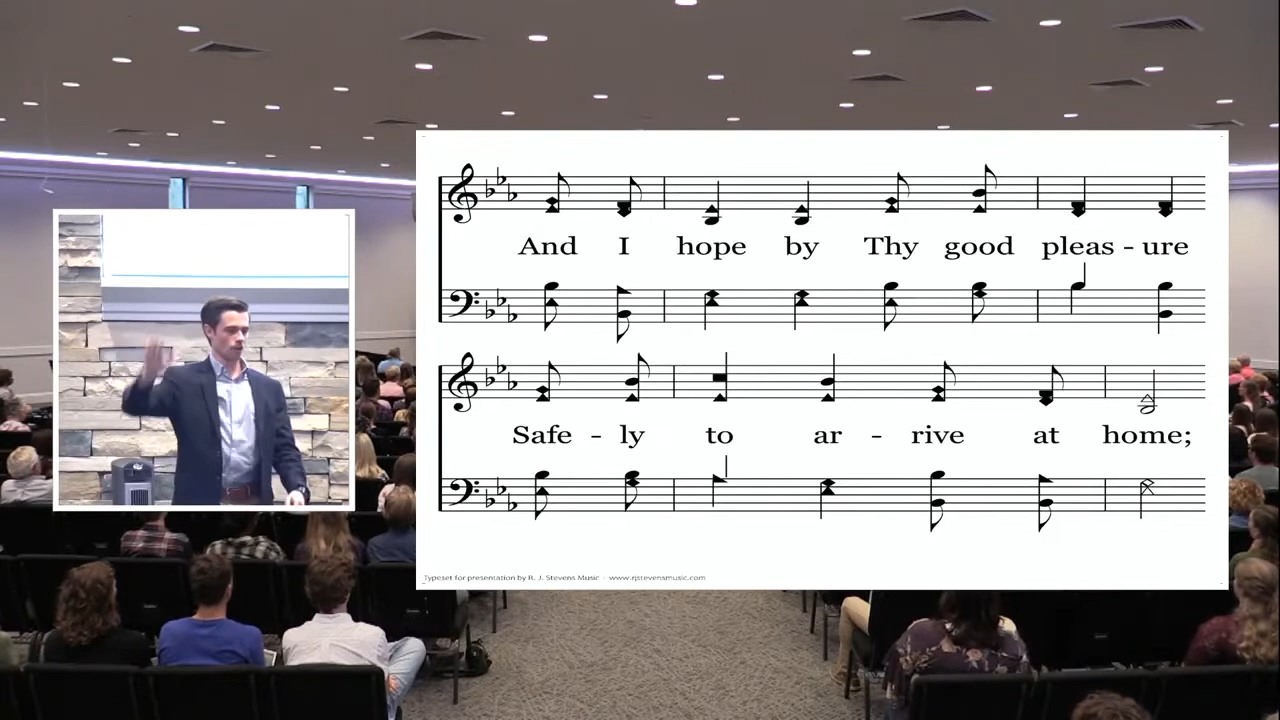 And I hope by Thy good pleas - ure
Safe - ly to ar - rive at home;
Typeset for presentation by R. J. Stevens Music - www.rjstevensmusic.com